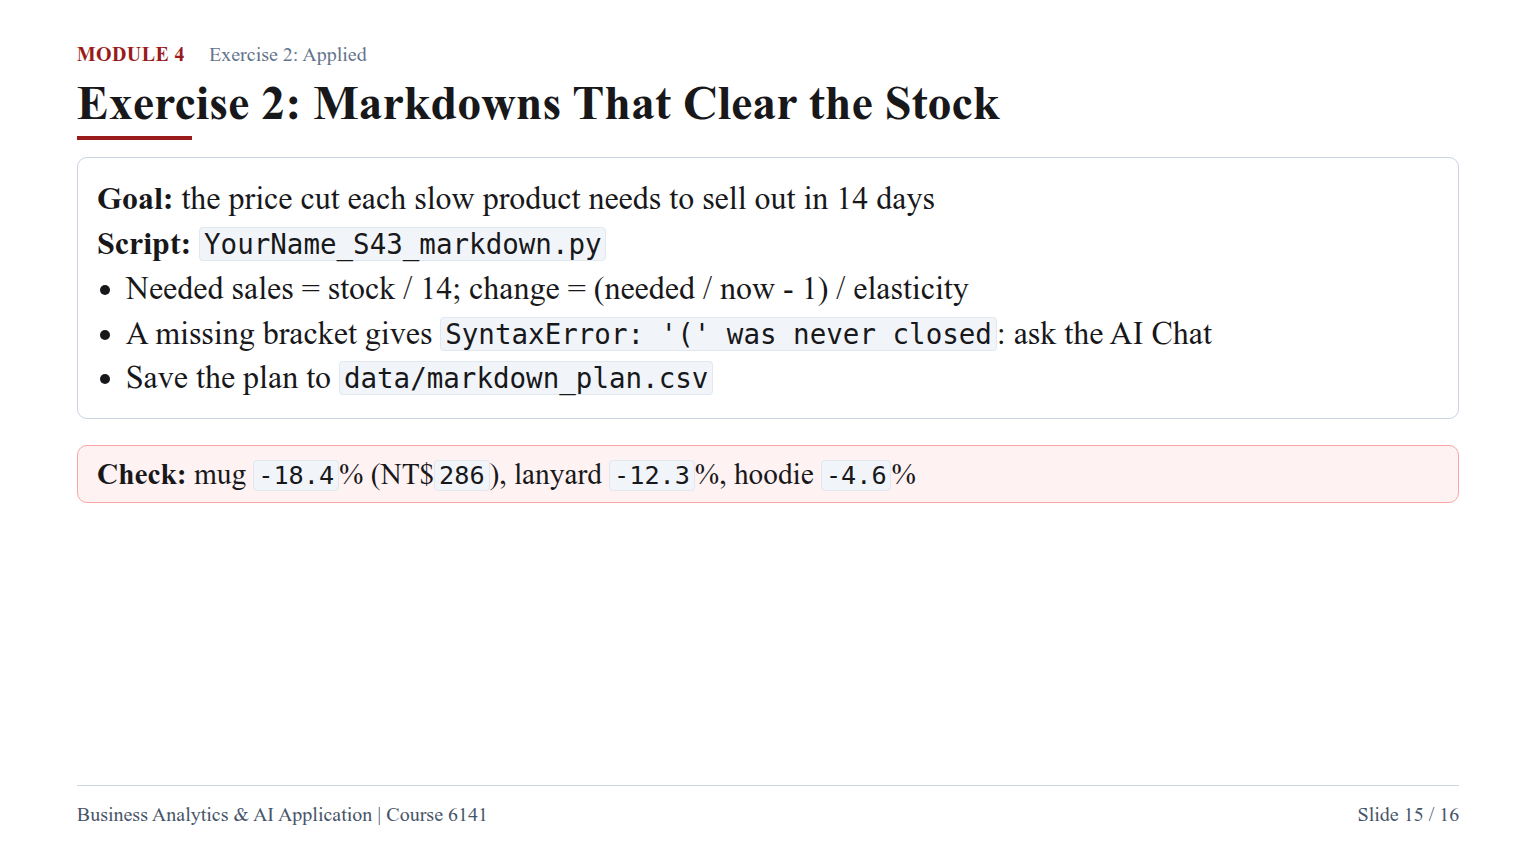 MODULE 4 Exercise 2: Applied
Exercise 2: Markdowns That Clear the Stock
Goal: the price cut each slow product needs to sell out in 14 days
Script: YourName_S43_markdown.py
• Needed sales = stock / 14; change = (needed / now - 1) / elasticity
• A missing bracket gives SyntaxError: '(' was never closed: ask the AI Chat
• Save the plan to data/markdown_plan.csv
Check: mug -18.4% (NT$286), lanyard -12.3%, hoodie -4.6%
Business Analytics & AI Application | Course 6141
Slide 15 / 16